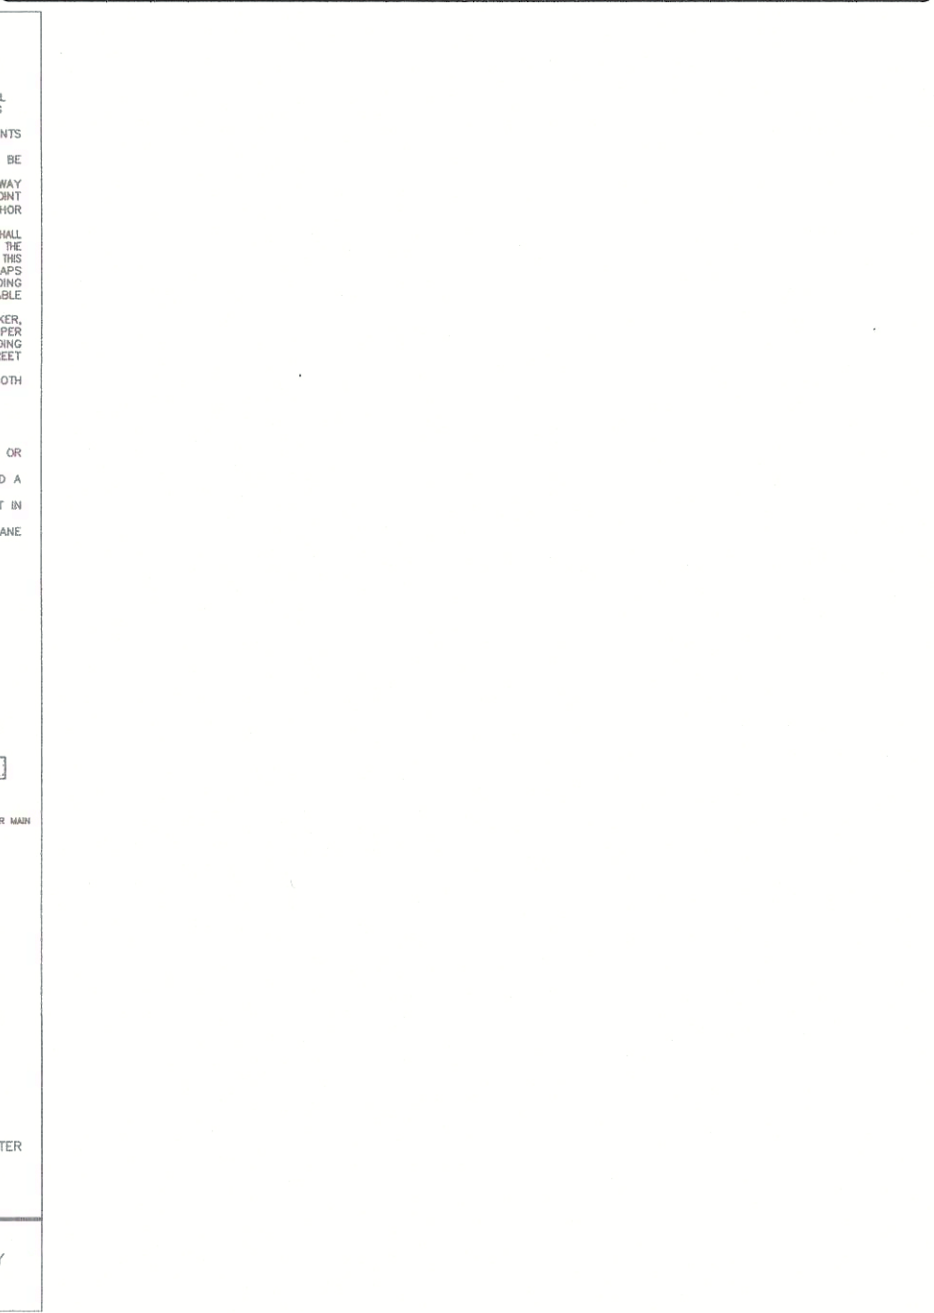 L
S
NTS
BE
WAY
OINT
HOR
HALL
THE
THIS
APS
DING
ABLE
KER,
PER
DING
EET
OTH
OR
D A
T IN
ANE
R MAIN
TER
Y